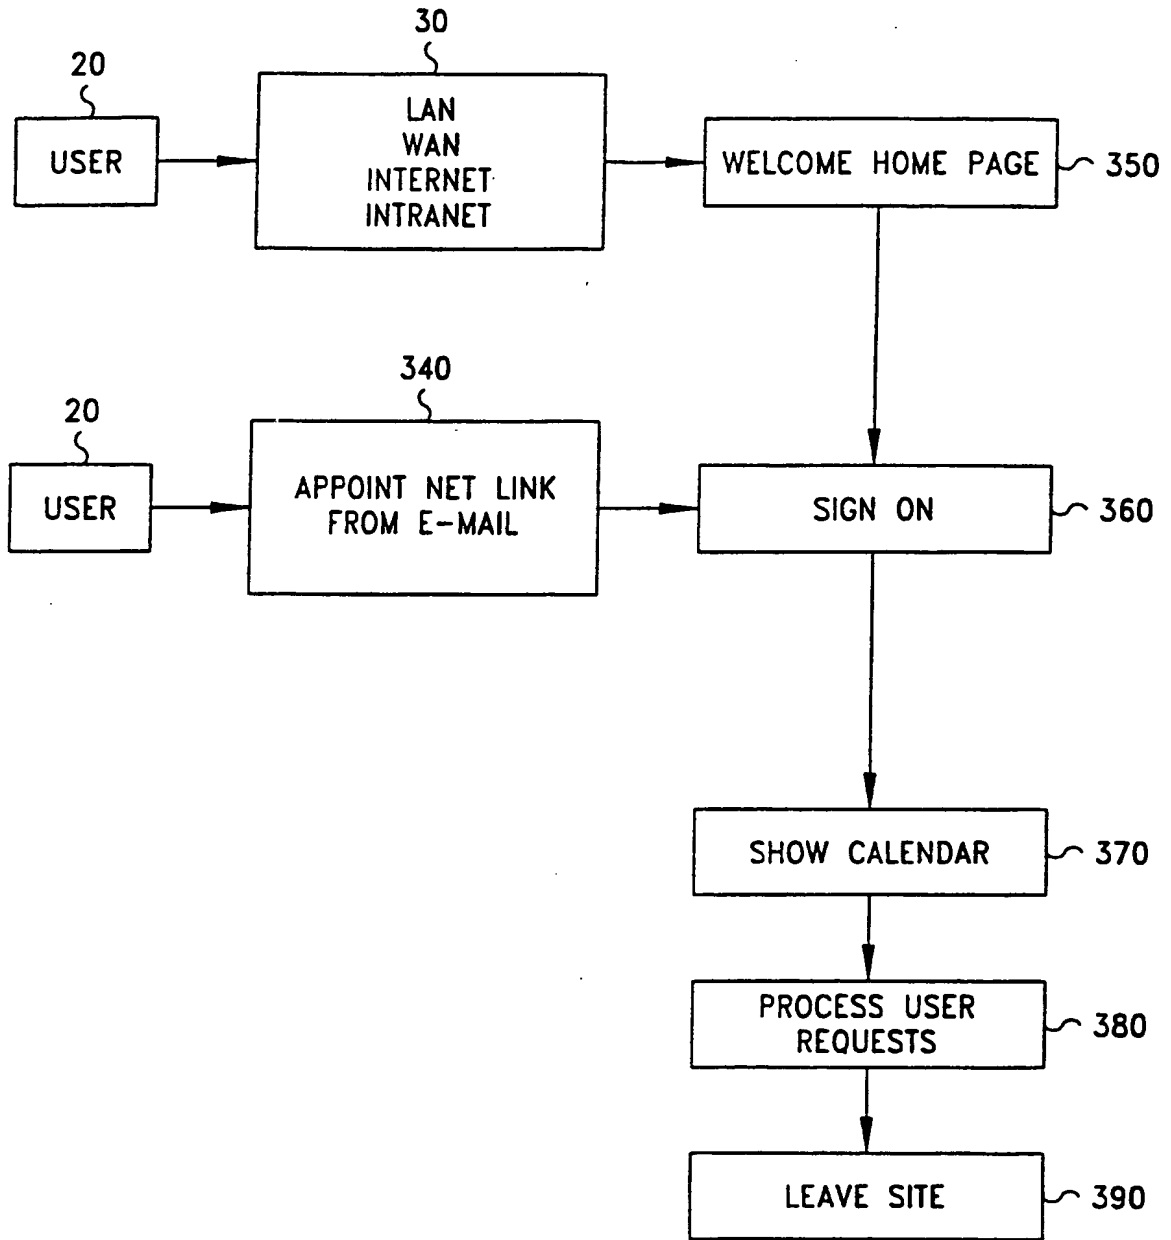 30
20
USER
LAN
WAN
INTERNET
INTRANET
WELCOME HOME PAGE
350
340
20
USER
APPOINT NET LINK
FROM E-MAIL
SIGN ON
360
SHOW CALENDAR
370
PROCESS USER
REQUESTS
380
LEAVE SITE
390